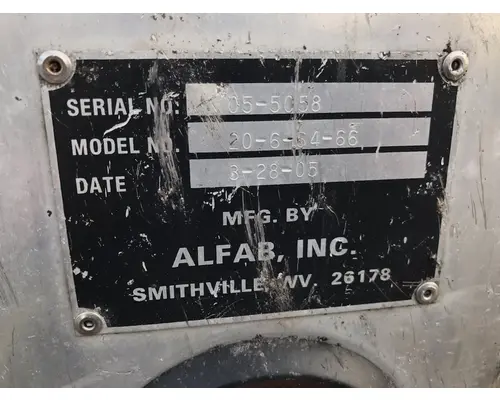 SERIAL NO: 05-5058
MODEL NO. 20-6-54-66
DATE 3-28-05
MFG. BY
ALFAB, INC.
SMITHVILLE, WV. 26178